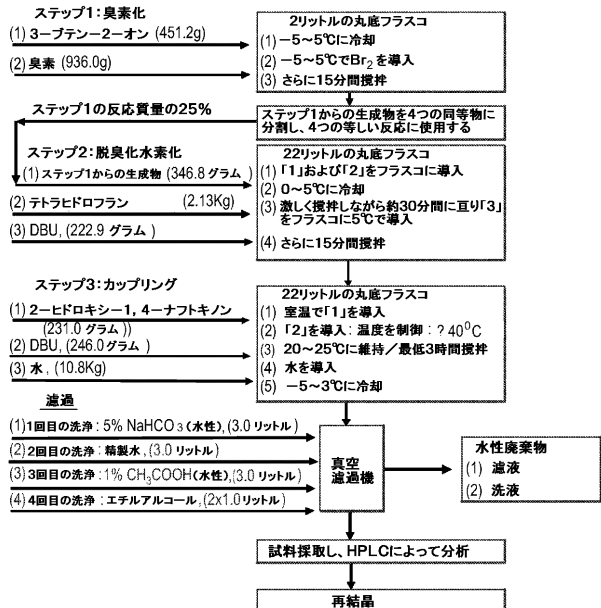 ステップ1：臭素化
(1) 3ーブテンー2ーオン (451.2g)
(2) 臭素 (936.0g)
2リットルの丸底フラスコ
(1) −5~5℃に冷却
(2) −5~5℃でBr₂を導入
(3) さらに15分間撹拌
ステップ1の反応質量の25%
ステップ1からの生成物を4つの同等物に
分割し、4つの等しい反応に使用する
ステップ2：脱臭化水素化
(1) ステップ1からの生成物 (346.8 グラム )
(2) テトラヒドロフラン (2.13Kg)
(3) DBU, (222.9 グラム )
22リットルの丸底フラスコ
(1) 「1」および「2」をフラスコに導入
(2) 0~5℃に冷却
(3) 激しく撹拌しながら約30分間に亘り「3」
をフラスコに5℃で導入
(4) さらに15分間撹拌
ステップ3：カップリング
(1) 2ーヒドロキシー1, 4ーナフトキノン
(231.0 グラム ))
(2) DBU, (246.0 グラム )
(3) 水, (10.8Kg)
22リットルの丸底フラスコ
(1) 室温で「1」を導入
(2) 「2」を導入：温度を制御：? 40⁰C
(3) 20~25℃に維持／最低3時間撹拌
(4) 水を導入
(5) −5~3℃に冷却
濾過
(1)1回目の洗浄：5% NaHCO₃(水性),(3.0 リットル )
(2)2回目の洗浄：精製水,(3.0 リットル )
(3)3回目の洗浄：1% CH₃COOH(水性),(3.0 リットル )
(4)4回目の洗浄：エチルアルコール,(2x1.0リットル )
真空
濾過機
水性廃棄物
(1) 濾液
(2) 洗液
試料採取し、HPLCによって分析
再結晶